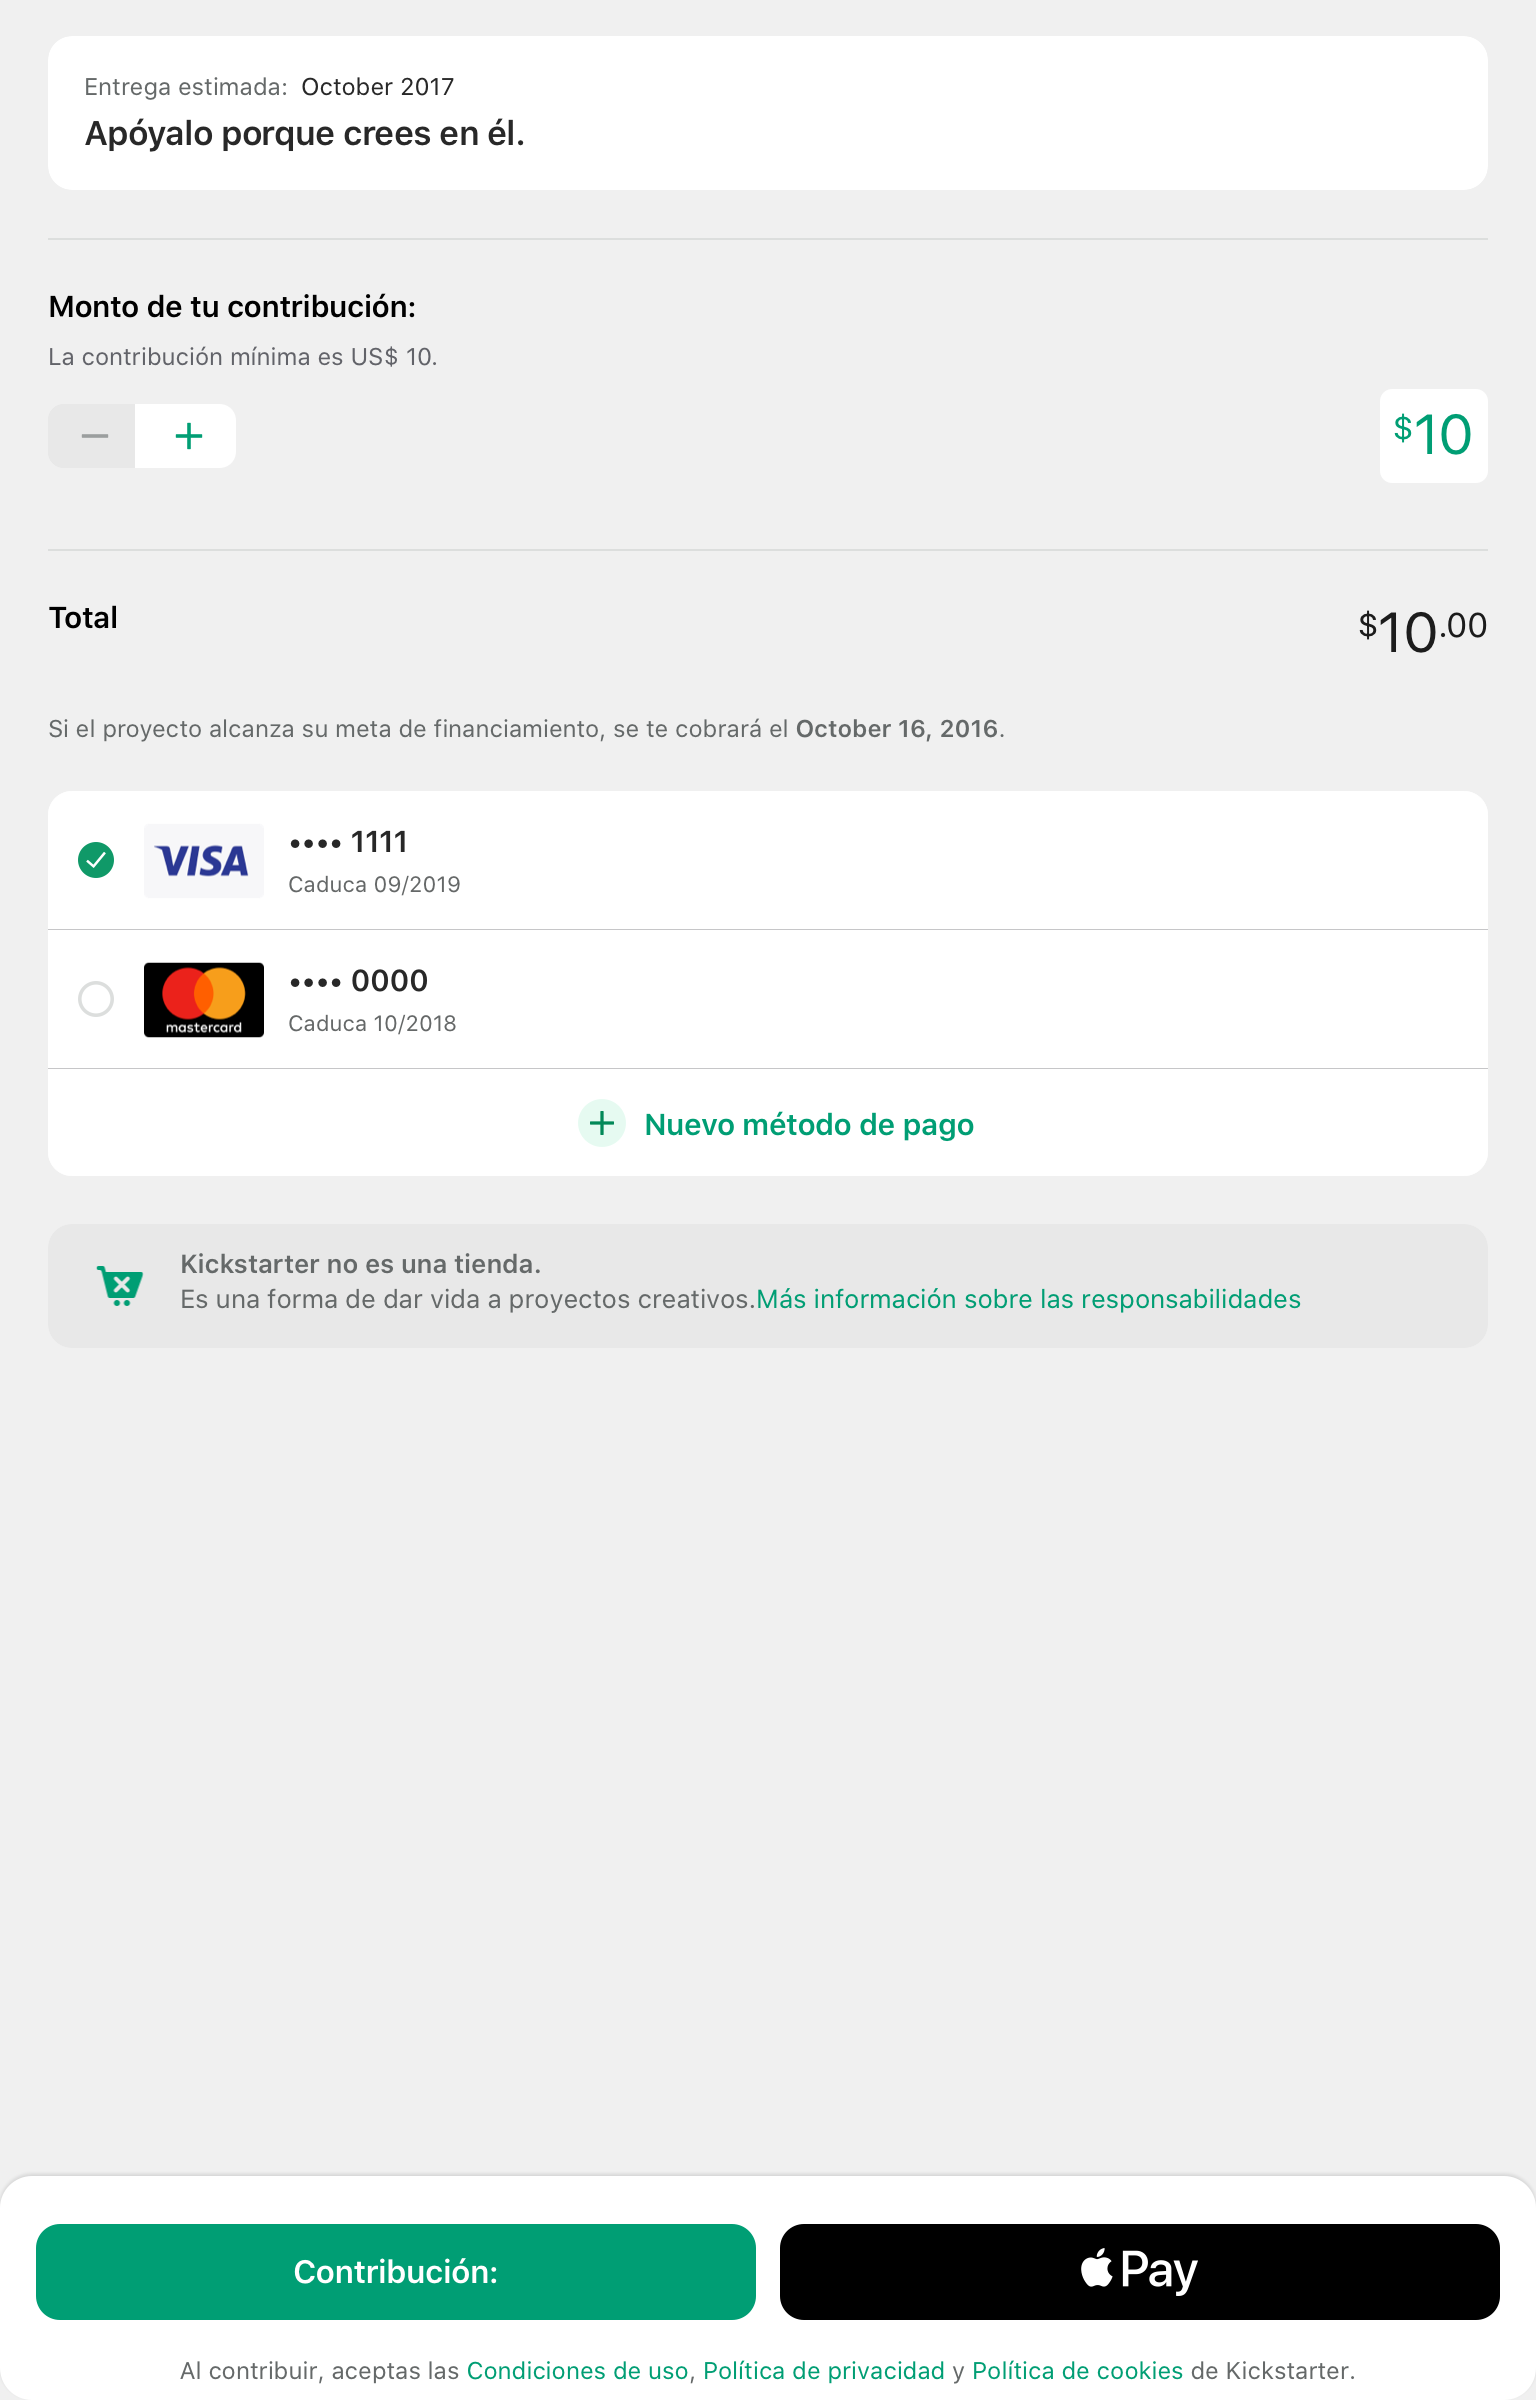 Entrega estimada: October 2017
Apóyalo porque crees en él.
Monto de tu contribución:
La contribución mínima es US$ 10.
$10
Total
$10.00
Si el proyecto alcanza su meta de financiamiento, se te cobrará el October 16, 2016.
VISA
•••• 1111
Caduca 09/2019
mastercard
•••• 0000
Caduca 10/2018
Nuevo método de pago
Kickstarter no es una tienda.
Es una forma de dar vida a proyectos creativos.Más información sobre las responsabilidades
Contribución:
Pay
Al contribuir, aceptas las Condiciones de uso, Política de privacidad y Política de cookies de Kickstarter.